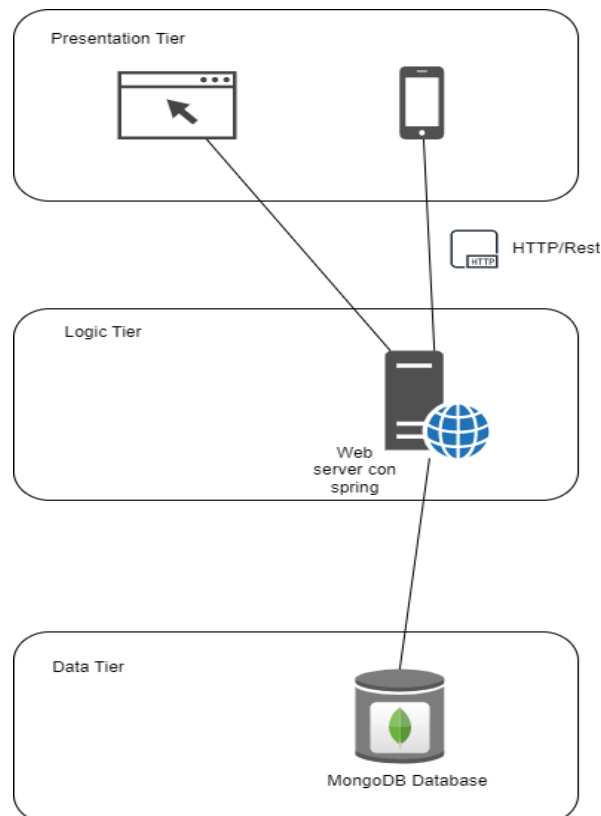 Presentation Tier
HTTP/Rest
HTTP
Logic Tier
Web
server con
spring
Data Tier
MongoDB Database